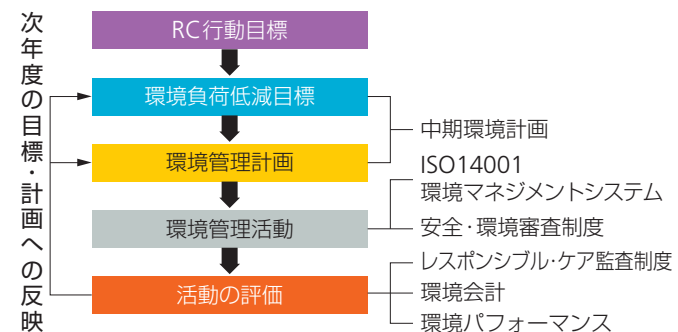 次年度の目標・計画への反映
RC行動目標
環境負荷低減目標
環境管理計画
環境管理活動
活動の評価
中期環境計画
ISO14001
環境マネジメントシステム
安全・環境審査制度
レスポンシブル・ケア監査制度
環境会計
環境パフォーマンス